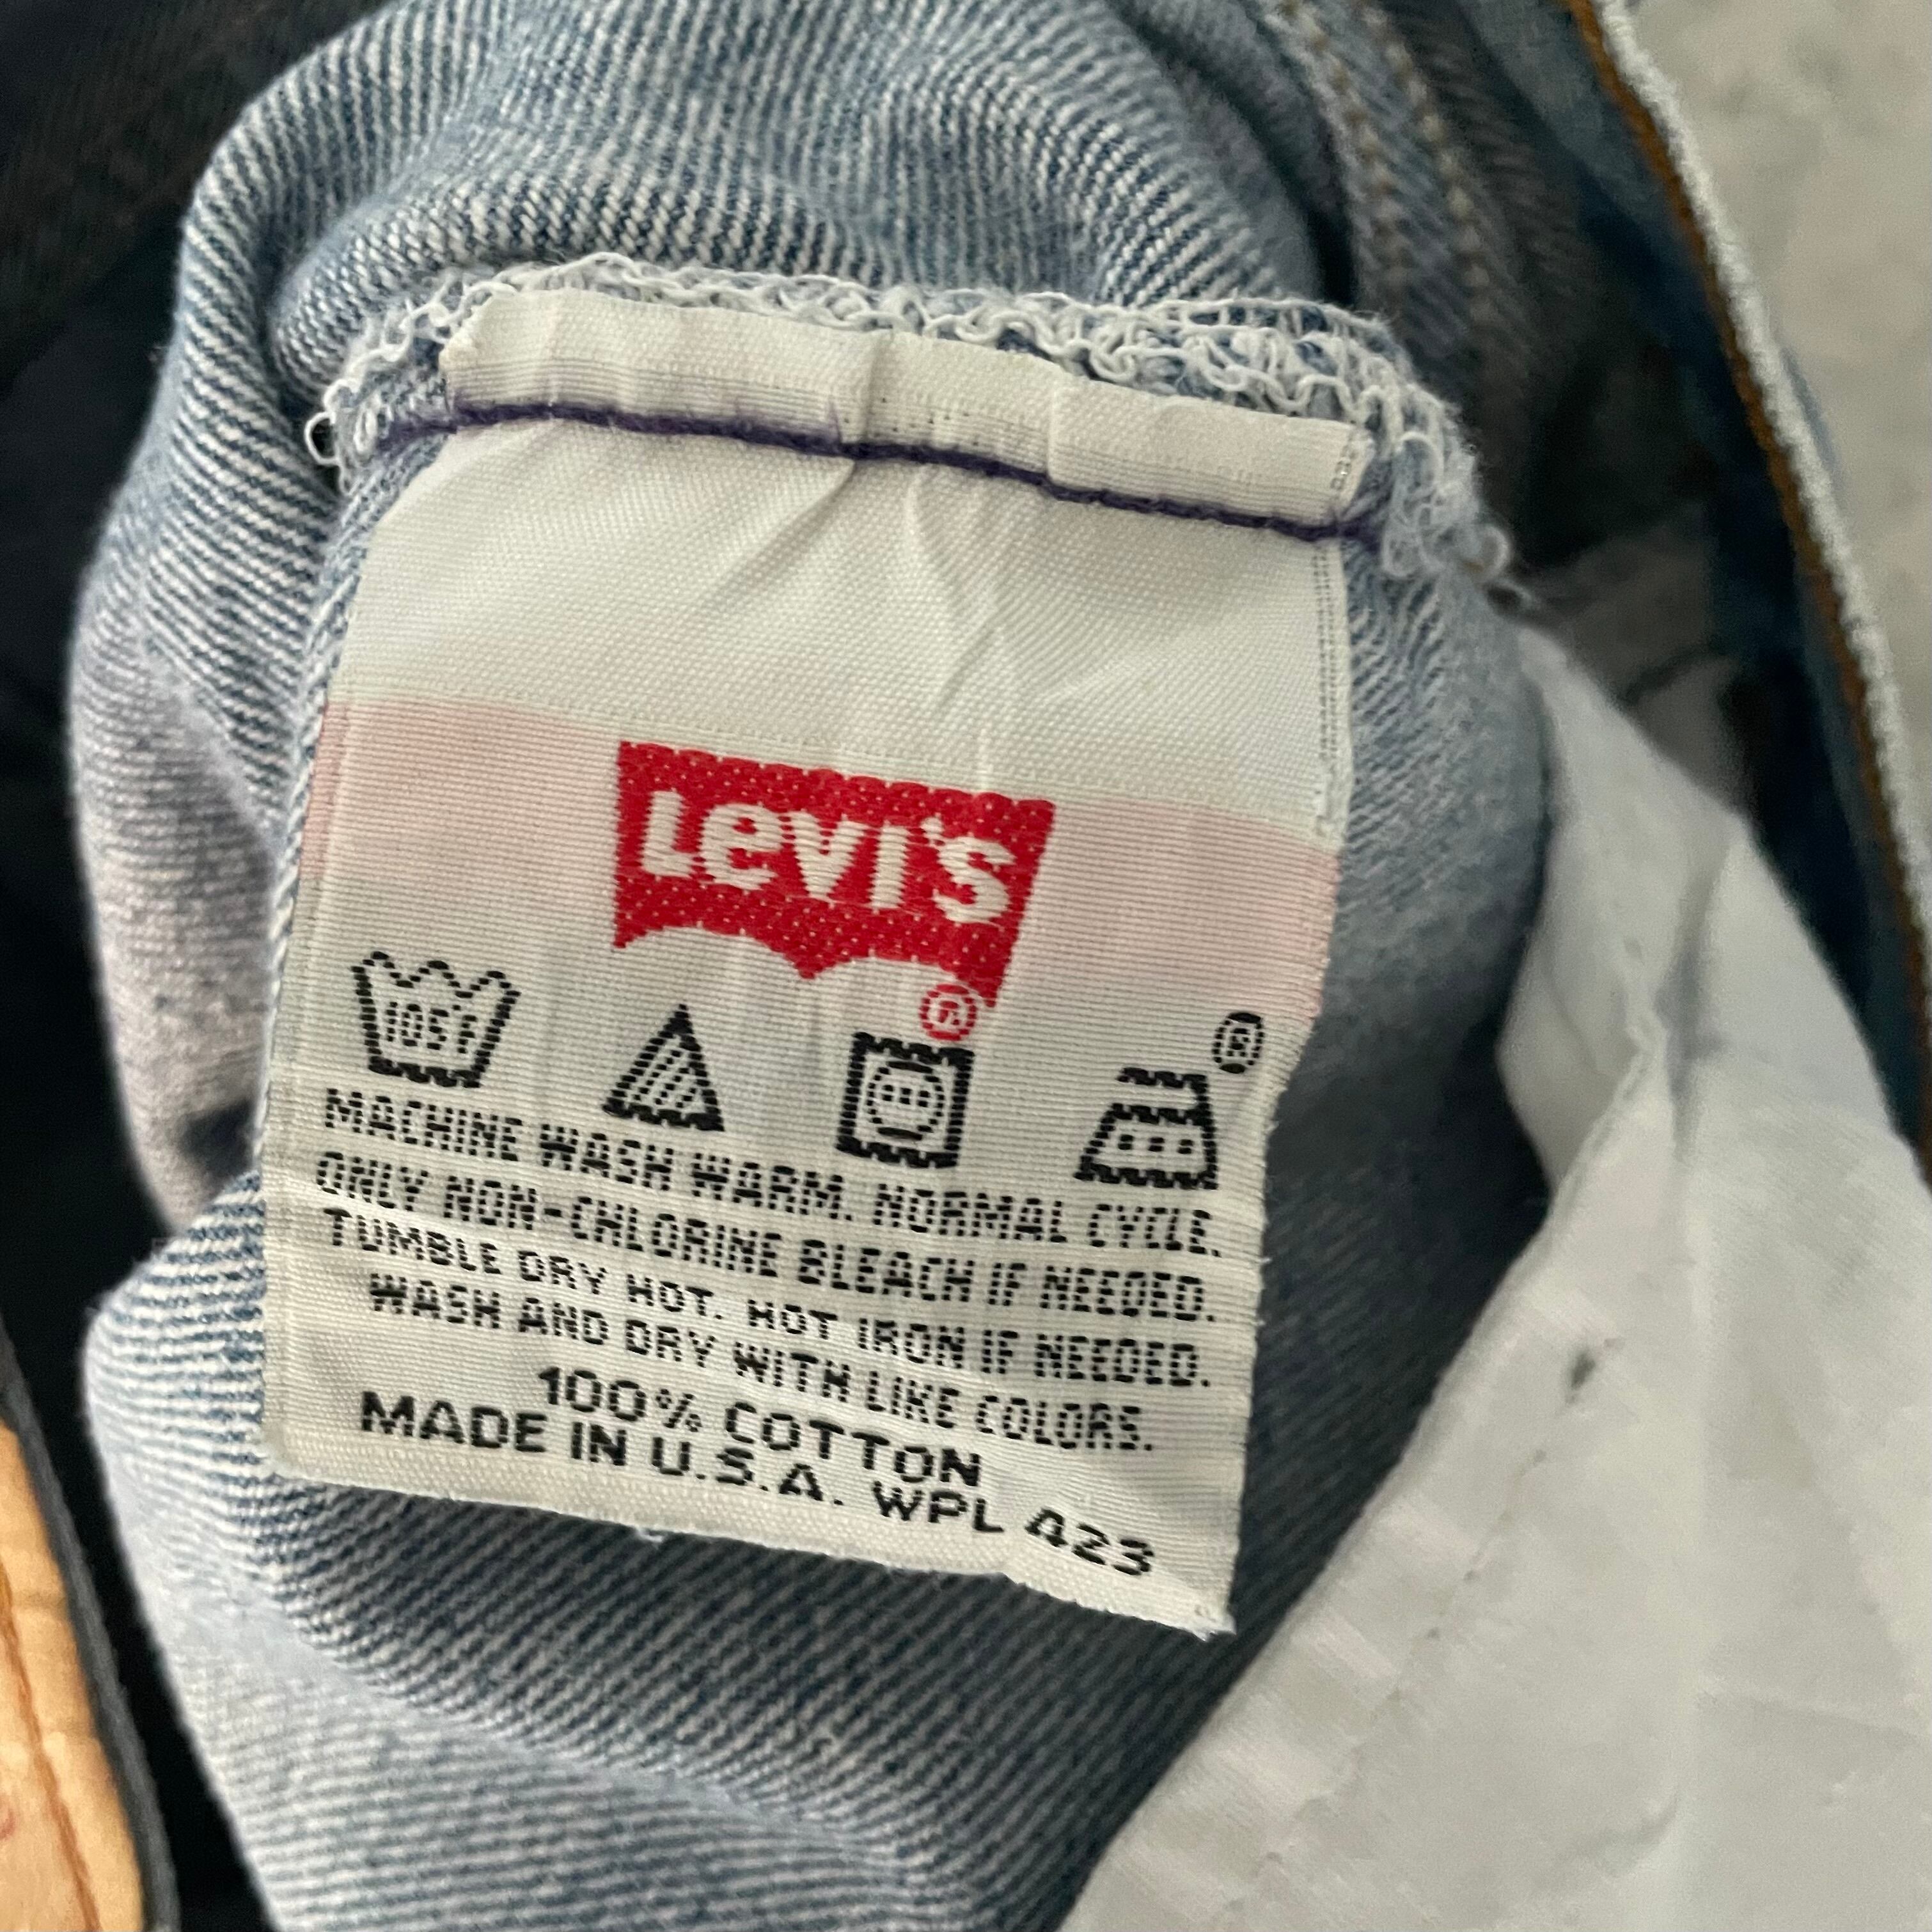 Levi's
®
105°F
®
MACHINE WASH WARM. NORMAL CYCLE.
ONLY NON-CHLORINE BLEACH IF NEEDED.
TUMBLE DRY HOT. HOT IRON IF NEEDED.
WASH AND DRY WITH LIKE COLORS.
100% COTTON
MADE IN U.S.A. WPL 423